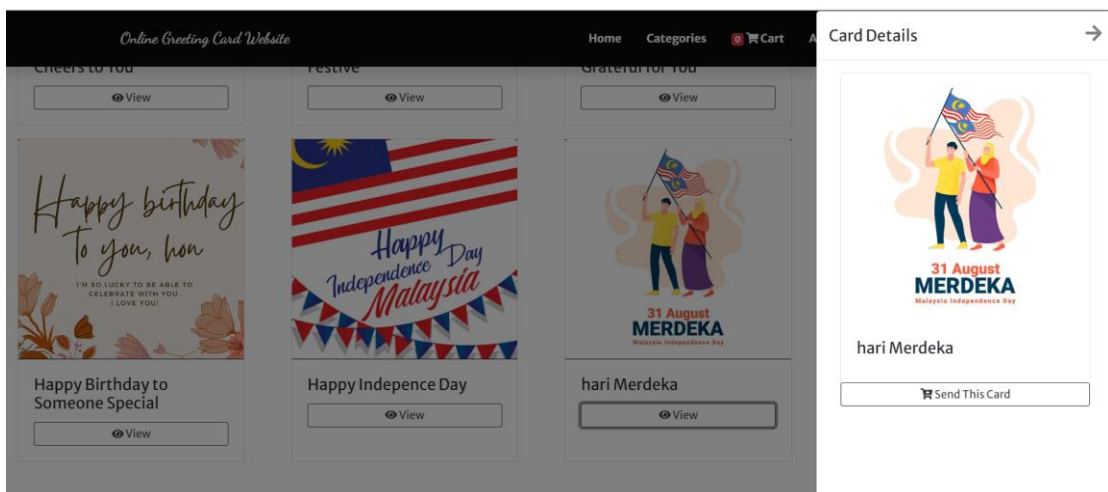 Online Greeting Card Website
Home Categories 0 Cart A
Card Details
Cheers to You
Festive
Grateful for You
View
View
View
Happy birthday
to you, hon
I'M SO LUCKY TO BE ABLE TO
CELEBRATE WITH YOU.
I LOVE YOU!
Happy
Independence Day
Malaysia
31 August
MERDEKA
Malaysia Independence Day
Happy Birthday to
Someone Special
View
Happy Indepence Day
View
hari Merdeka
View
31 August
MERDEKA
Malaysia Independence Day
hari Merdeka
Send This Card